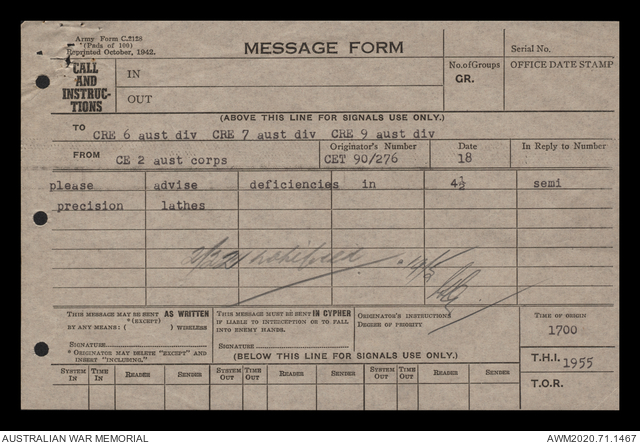 Army Form C.2128
(Pads of 100)
Reprinted October, 1942.
MESSAGE FORM
Serial No.
CALL AND INSTRUC-TIONS
IN
OUT
No. of Groups
GR.
OFFICE DATE STAMP
(ABOVE THIS LINE FOR SIGNALS USE ONLY.)
TO CRE 6 aust div CRE 7 aust div CRE 9 aust div
FROM CE 2 aust corps
Originator's Number
CET 90/276
Date
18
In Reply to Number
please advise deficiencies in 4½ semi
precision lathes
THIS MESSAGE MAY BE SENT AS WRITTEN
(EXCEPT)
BY ANY MEANS: ( ) WIRELESS
SIGNATURE
* ORIGINATOR MAY DELETE "EXCEPT" AND
INSERT "INCLUDING."
THIS MESSAGE MUST BE SENT IN CYPHER
IF LIABLE TO INTERCEPTION OR TO FALL
INTO ENEMY HANDS.
SIGNATURE
ORIGINATOR'S INSTRUCTIONS
DEGREE OF PRIORITY
TIME OF ORIGIN
1700
(BELOW THIS LINE FOR SIGNALS USE ONLY.)
T.H.I. 1955
T.O.R.
SYSTEM IN TIME IN READER SENDER SYSTEM OUT TIME OUT READER SENDER SYSTEM OUT TIME OUT READER SENDER
AUSTRALIAN WAR MEMORIAL
AWM2020.71.1467